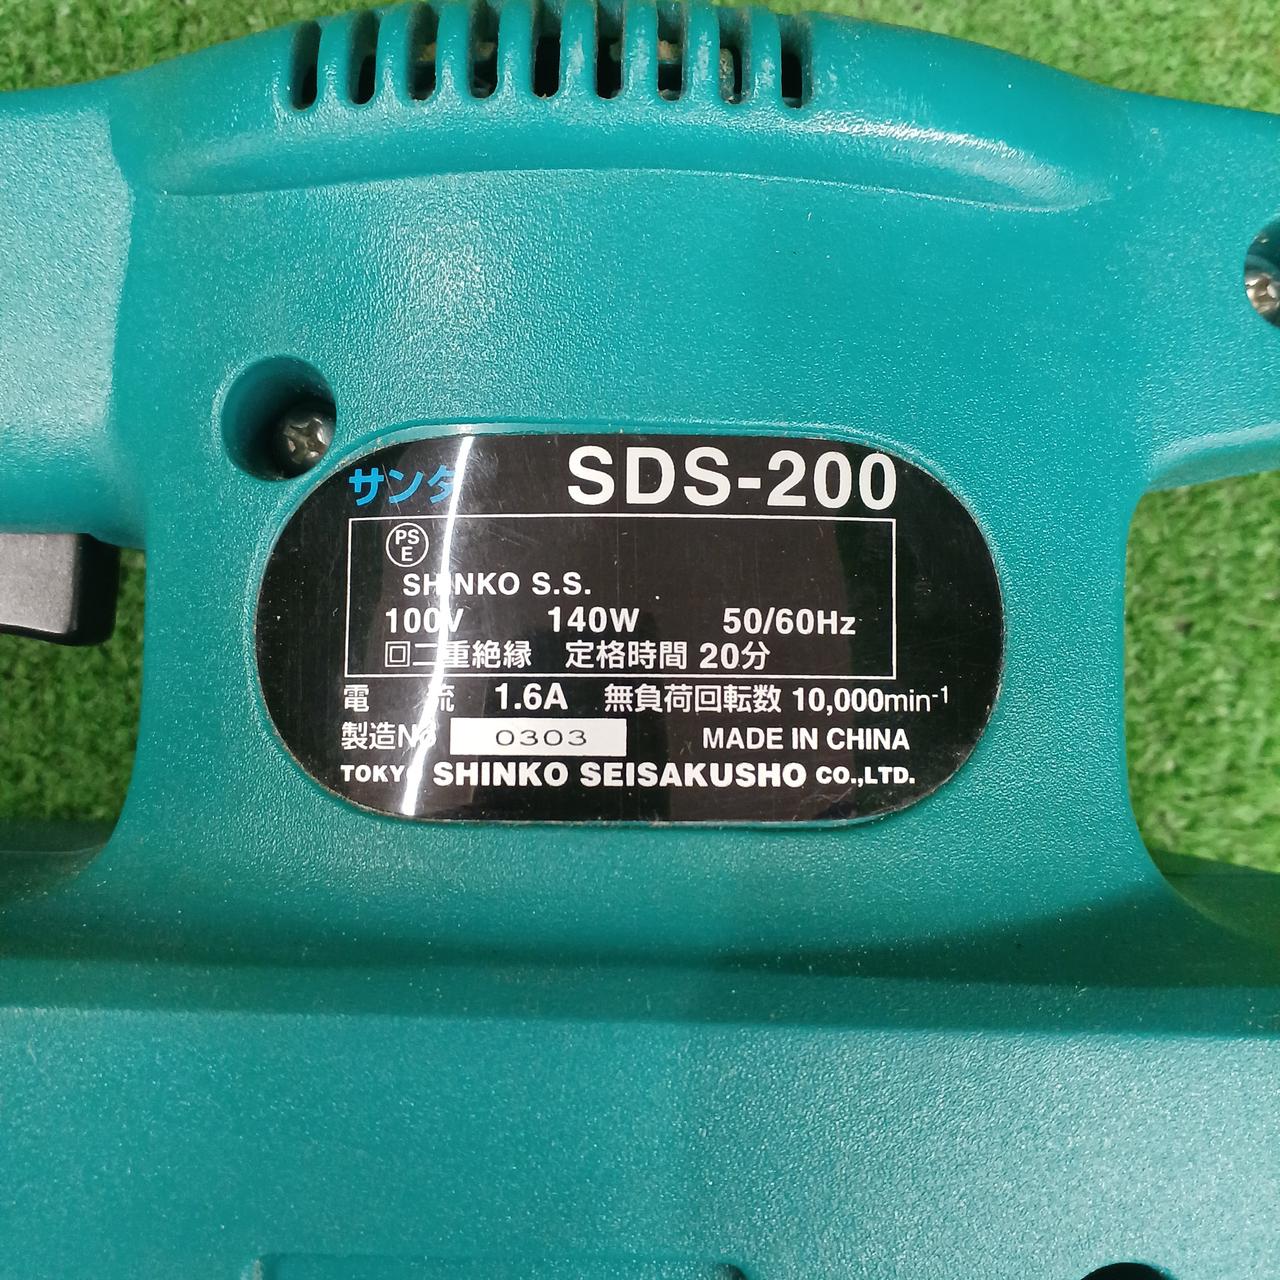 サンダ SDS-200
PS
E
SHINKO S.S.
100V 140W 50/60Hz
回二重絶縁 定格時間 20分
電 流 1.6A 無負荷回転数 10,000min-1
製造No 0303 MADE IN CHINA
TOKYO SHINKO SEISAKUSHO CO.,LTD.